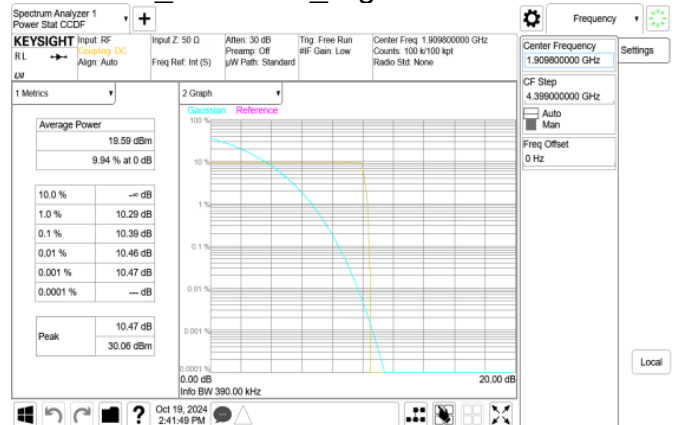 Spectrum Analyzer 1
Power Stat CCDF
+
Frequency
KEYSIGHT
Input: RF
Coupling: DC
Align: Auto
Input Z: 50 Ω
Freq Ref: Int (S)
Atten: 30 dB
Preamp: Off
µW Path: Standard
Trig: Free Run
#IF Gain: Low
Center Freq: 1.909800000 GHz
Counts: 100 k/100 kpt
Radio Std: None
RL
LXI
Center Frequency
1.909800000 GHz
Settings
CF Step
4.399000000 GHz
Auto
Man
Freq Offset
0 Hz
1 Metrics
Average Power
19.59 dBm
9.94 % at 0 dB
10.0 % -∞ dB
1.0 % 10.29 dB
0.1 % 10.39 dB
0.01 % 10.46 dB
0.001 % 10.47 dB
0.0001 % --- dB
Peak
10.47 dB
30.06 dBm
2 Graph
Gaussian Reference
100 %
10 %
1 %
0.1 %
0.01 %
0.001 %
0.0001 %
0.00 dB 20.00 dB
Info BW 390.00 kHz
Local
?
Oct 19, 2024
2:41:49 PM